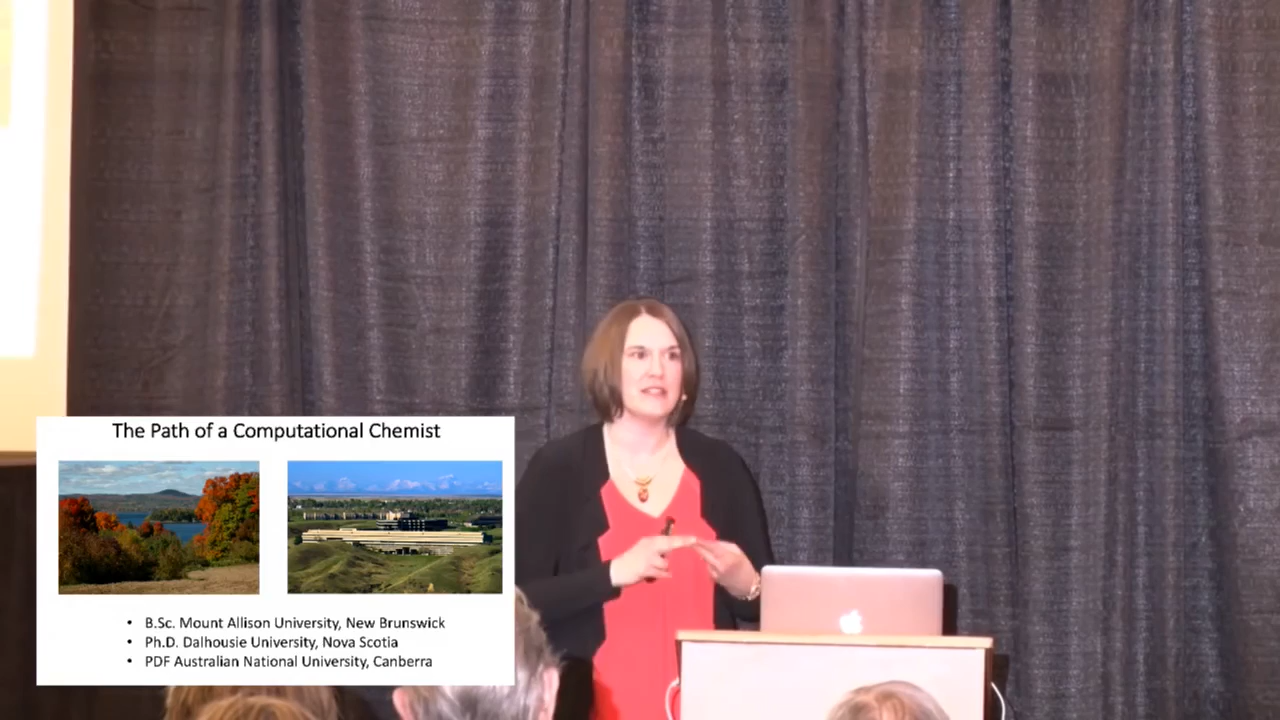 The Path of a Computational Chemist
• B.Sc. Mount Allison University, New Brunswick
• Ph.D. Dalhousie University, Nova Scotia
• PDF Australian National University, Canberra